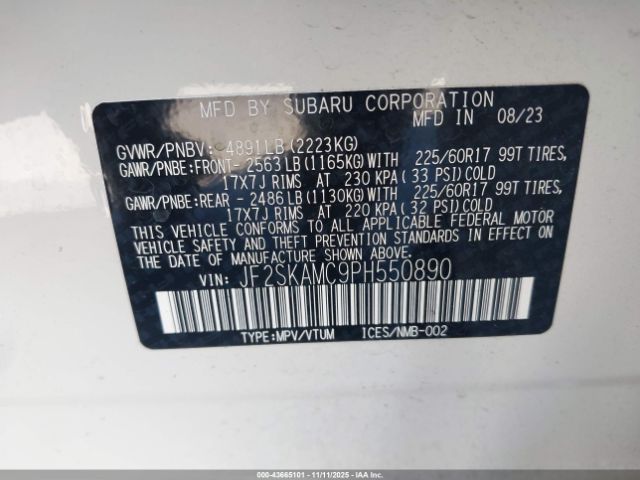 MFD BY SUBARU CORPORATION
MFD IN 08/23
GVWR/PNBV: 4891LB(2223KG)
GAWR/PNBE:FRONT- 2563LB(1165KG)WITH 225/60R17 99T TIRES,
17X7J RIMS AT 230 KPA(33 PSI)COLD
GAWR/PNBE:REAR - 2486LB(1130KG)WITH 225/60R17 99T TIRES,
17X7J RIMS AT 220 KPA(32 PSI)COLD
THIS VEHICLE CONFORMS TO ALL APPLICABLE FEDERAL MOTOR
VEHICLE SAFETY AND THEFT PREVENTION STANDARDS IN EFFECT
ON THE DATE OF MANUFACTURE SHOWN ABOVE.
VIN: JF2SKAMC9PH550890
TYPE:MPV/VTUM ICES/NMB-002
000-43665101 - 11/11/2025 - IAAI.com